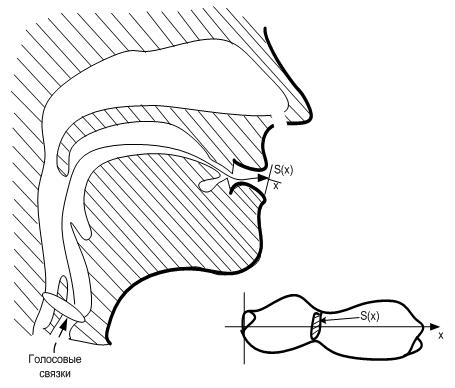 S(x)
x
S(x)
x
Голосовые
связки